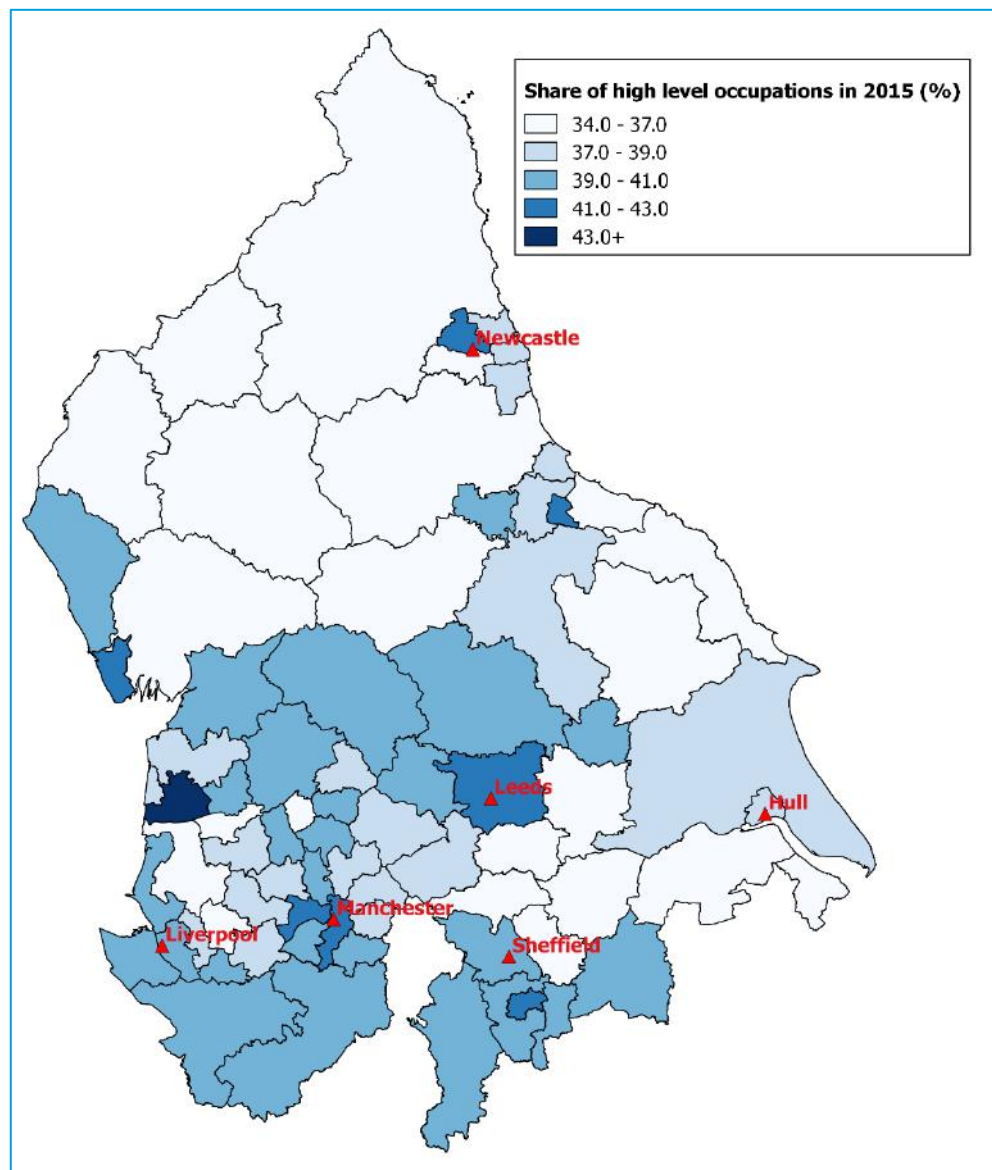 Share of high level occupations in 2015 (%)
34.0 - 37.0
37.0 - 39.0
39.0 - 41.0
41.0 - 43.0
43.0+
Newcastle
Leeds
Hull
Manchester
Liverpool
Sheffield